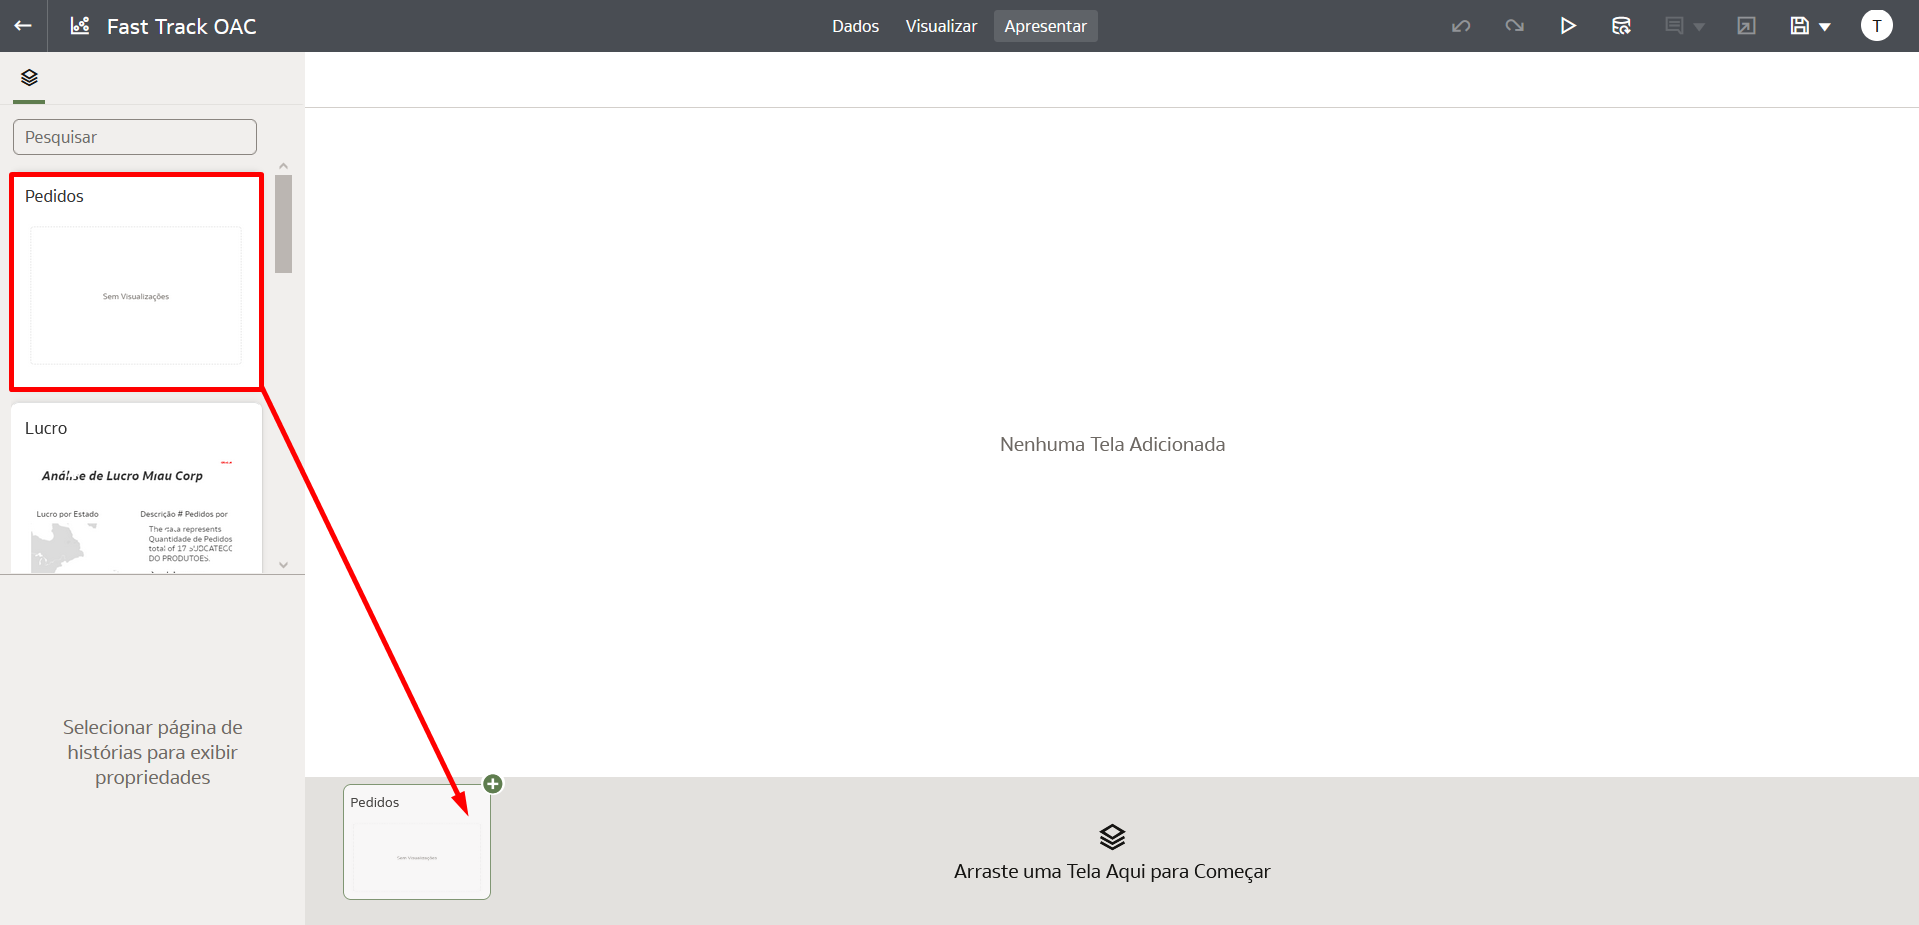 Fast Track OAC
Dados
Visualizar
Apresentar
T
Pesquisar
Pedidos
Sem Visualizações
Lucro
Análise de Lucro Miau Corp
Lucro por Estado
Descrição # Pedidos por
The data represents
Quantidade de Pedidos
total of 17 SUBCATEGO
DO PRODUTOES.
Selecionar página de
histórias para exibir
propriedades
Nenhuma Tela Adicionada
Pedidos
Sem Visualizações
Arraste uma Tela Aqui para Começar